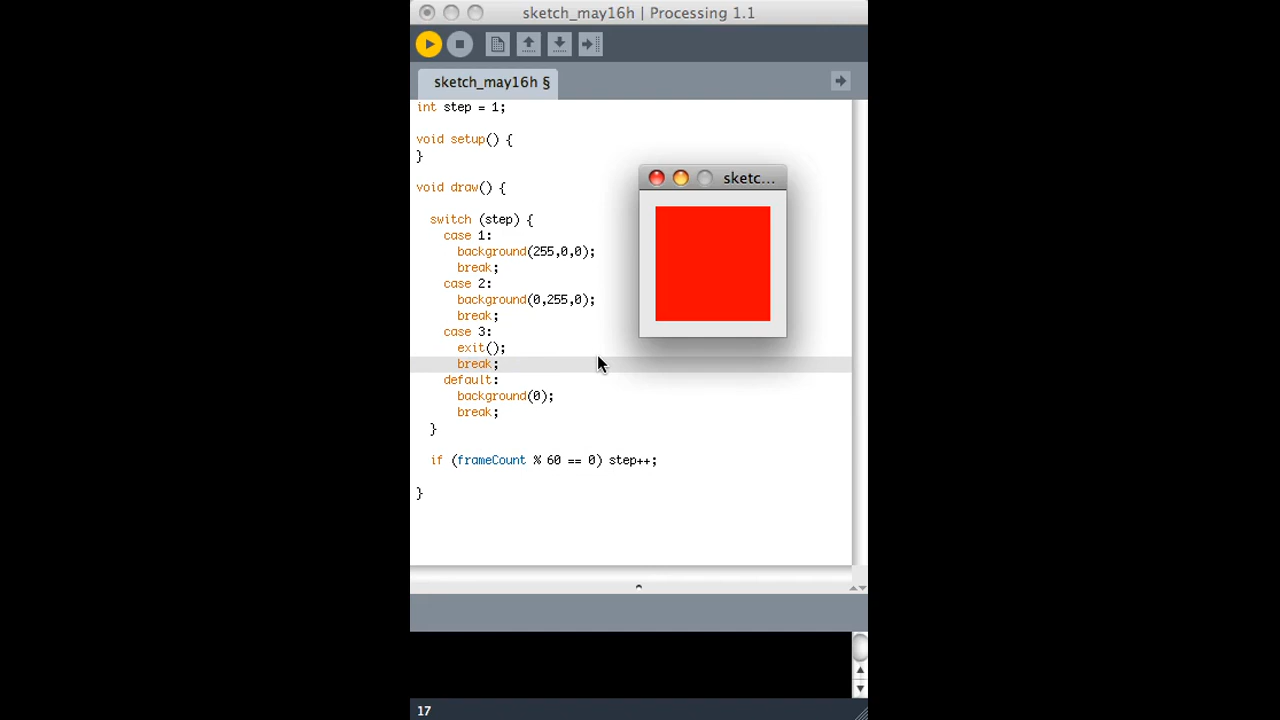 sketch_may16h | Processing 1.1
sketch_may16h §
int step = 1;
void setup() {
}
void draw() {
switch (step) {
case 1:
background(255,0,0);
break;
case 2:
background(0,255,0);
break;
case 3:
exit();
break;
default:
background(0);
break;
}
if (frameCount % 60 == 0) step++;
}
sketc...
17